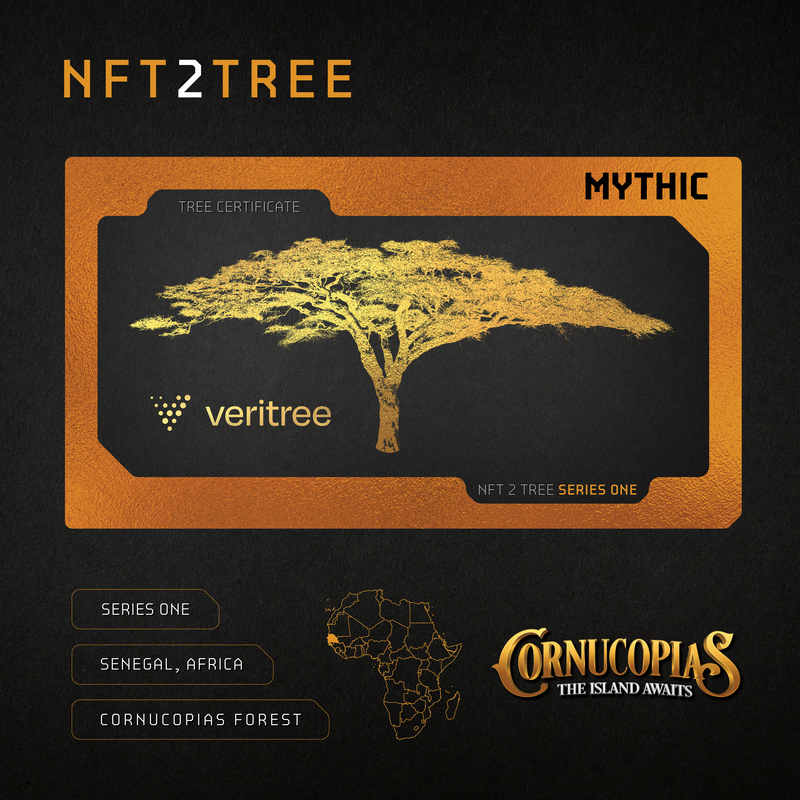 NFT2TREE
MYTHIC
TREE CERTIFICATE
veritree
NFT 2 TREE SERIES ONE
SERIES ONE
SENEGAL, AFRICA
CORNUCOPIAS FOREST
CORNUCOPIAS
THE ISLAND AWAITS